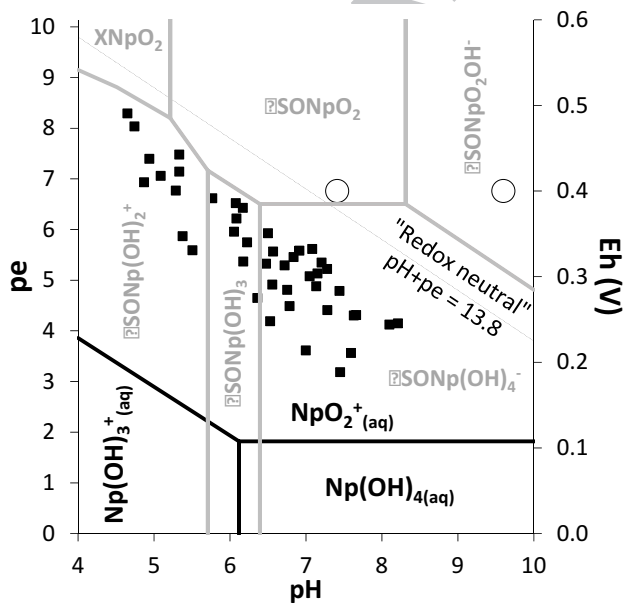 10
9
8
7
6
5
4
3
2
1
0
pe
0.6
0.5
0.4
0.3
0.2
0.1
0.0
Eh (V)
4
5
6
7
8
9
10
pH
XNpO₂
⍰SONpO₂
⍰SONpO₂OH⁻
⍰SONp(OH)₂⁺
⍰SONp(OH)₃
⍰SONp(OH)₄⁻
"Redox neutral"
pH+pe = 13.8
NpO₂⁺(aq)
Np(OH)₃⁺(aq)
Np(OH)₄(aq)